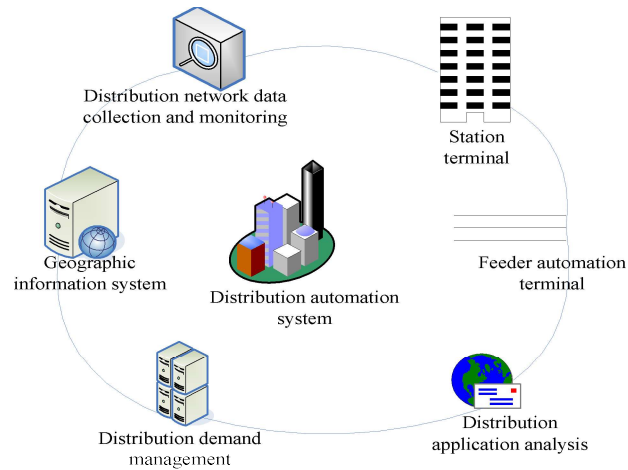 Distribution network data
collection and monitoring
Station
terminal
Geographic
information system
Distribution automation
system
Feeder automation
terminal
Distribution demand
management
Distribution
application analysis